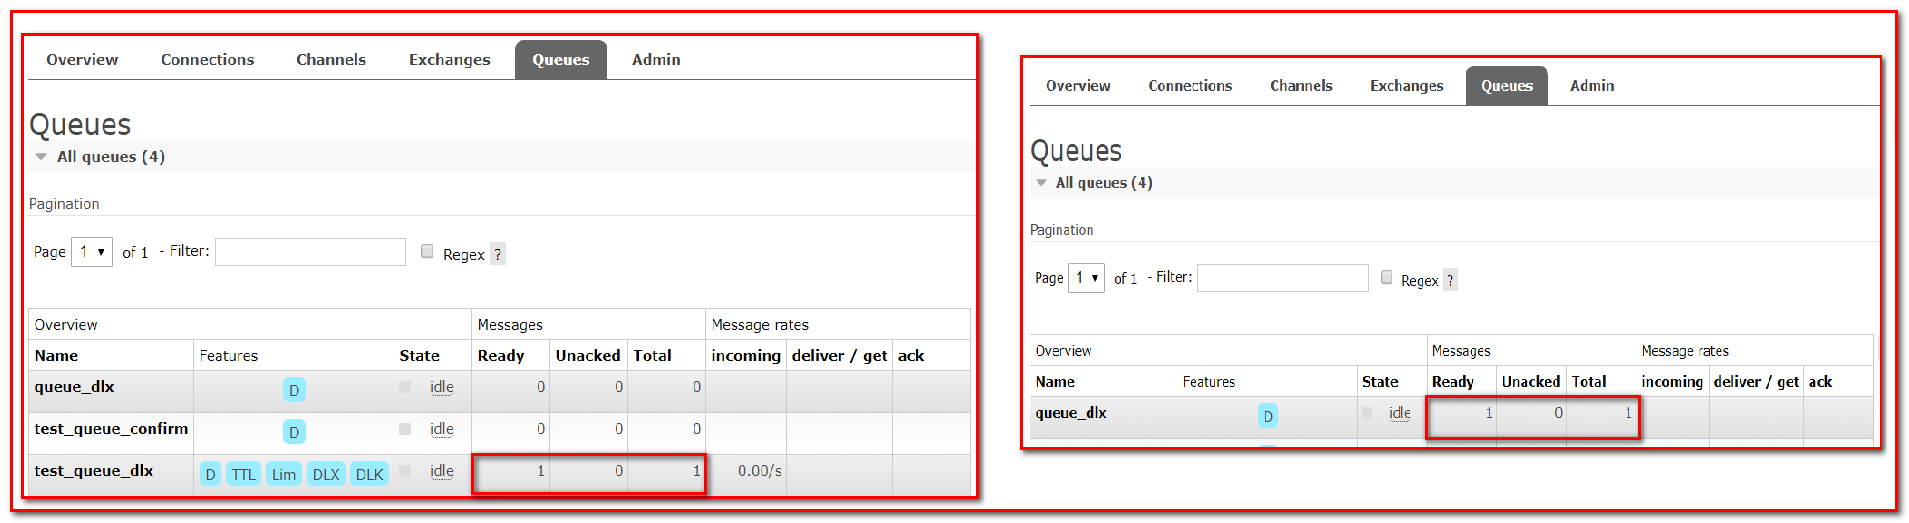 Overview Connections Channels Exchanges Queues Admin
Queues
All queues (4)
Pagination
Page 1 of 1 - Filter: Regex ?
Overview Messages Message rates
Name Features State Ready Unacked Total incoming deliver / get ack
queue_dlx D idle 0 0 0
test_queue_confirm D idle 0 0 0
test_queue_dlx D TTL Lim DLX DLK idle 1 0 1 0.00/s
Overview Connections Channels Exchanges Queues Admin
Queues
All queues (4)
Pagination
Page 1 of 1 - Filter: Regex ?
Overview Messages Message rates
Name Features State Ready Unacked Total incoming deliver / get ack
queue_dlx D idle 1 0 1